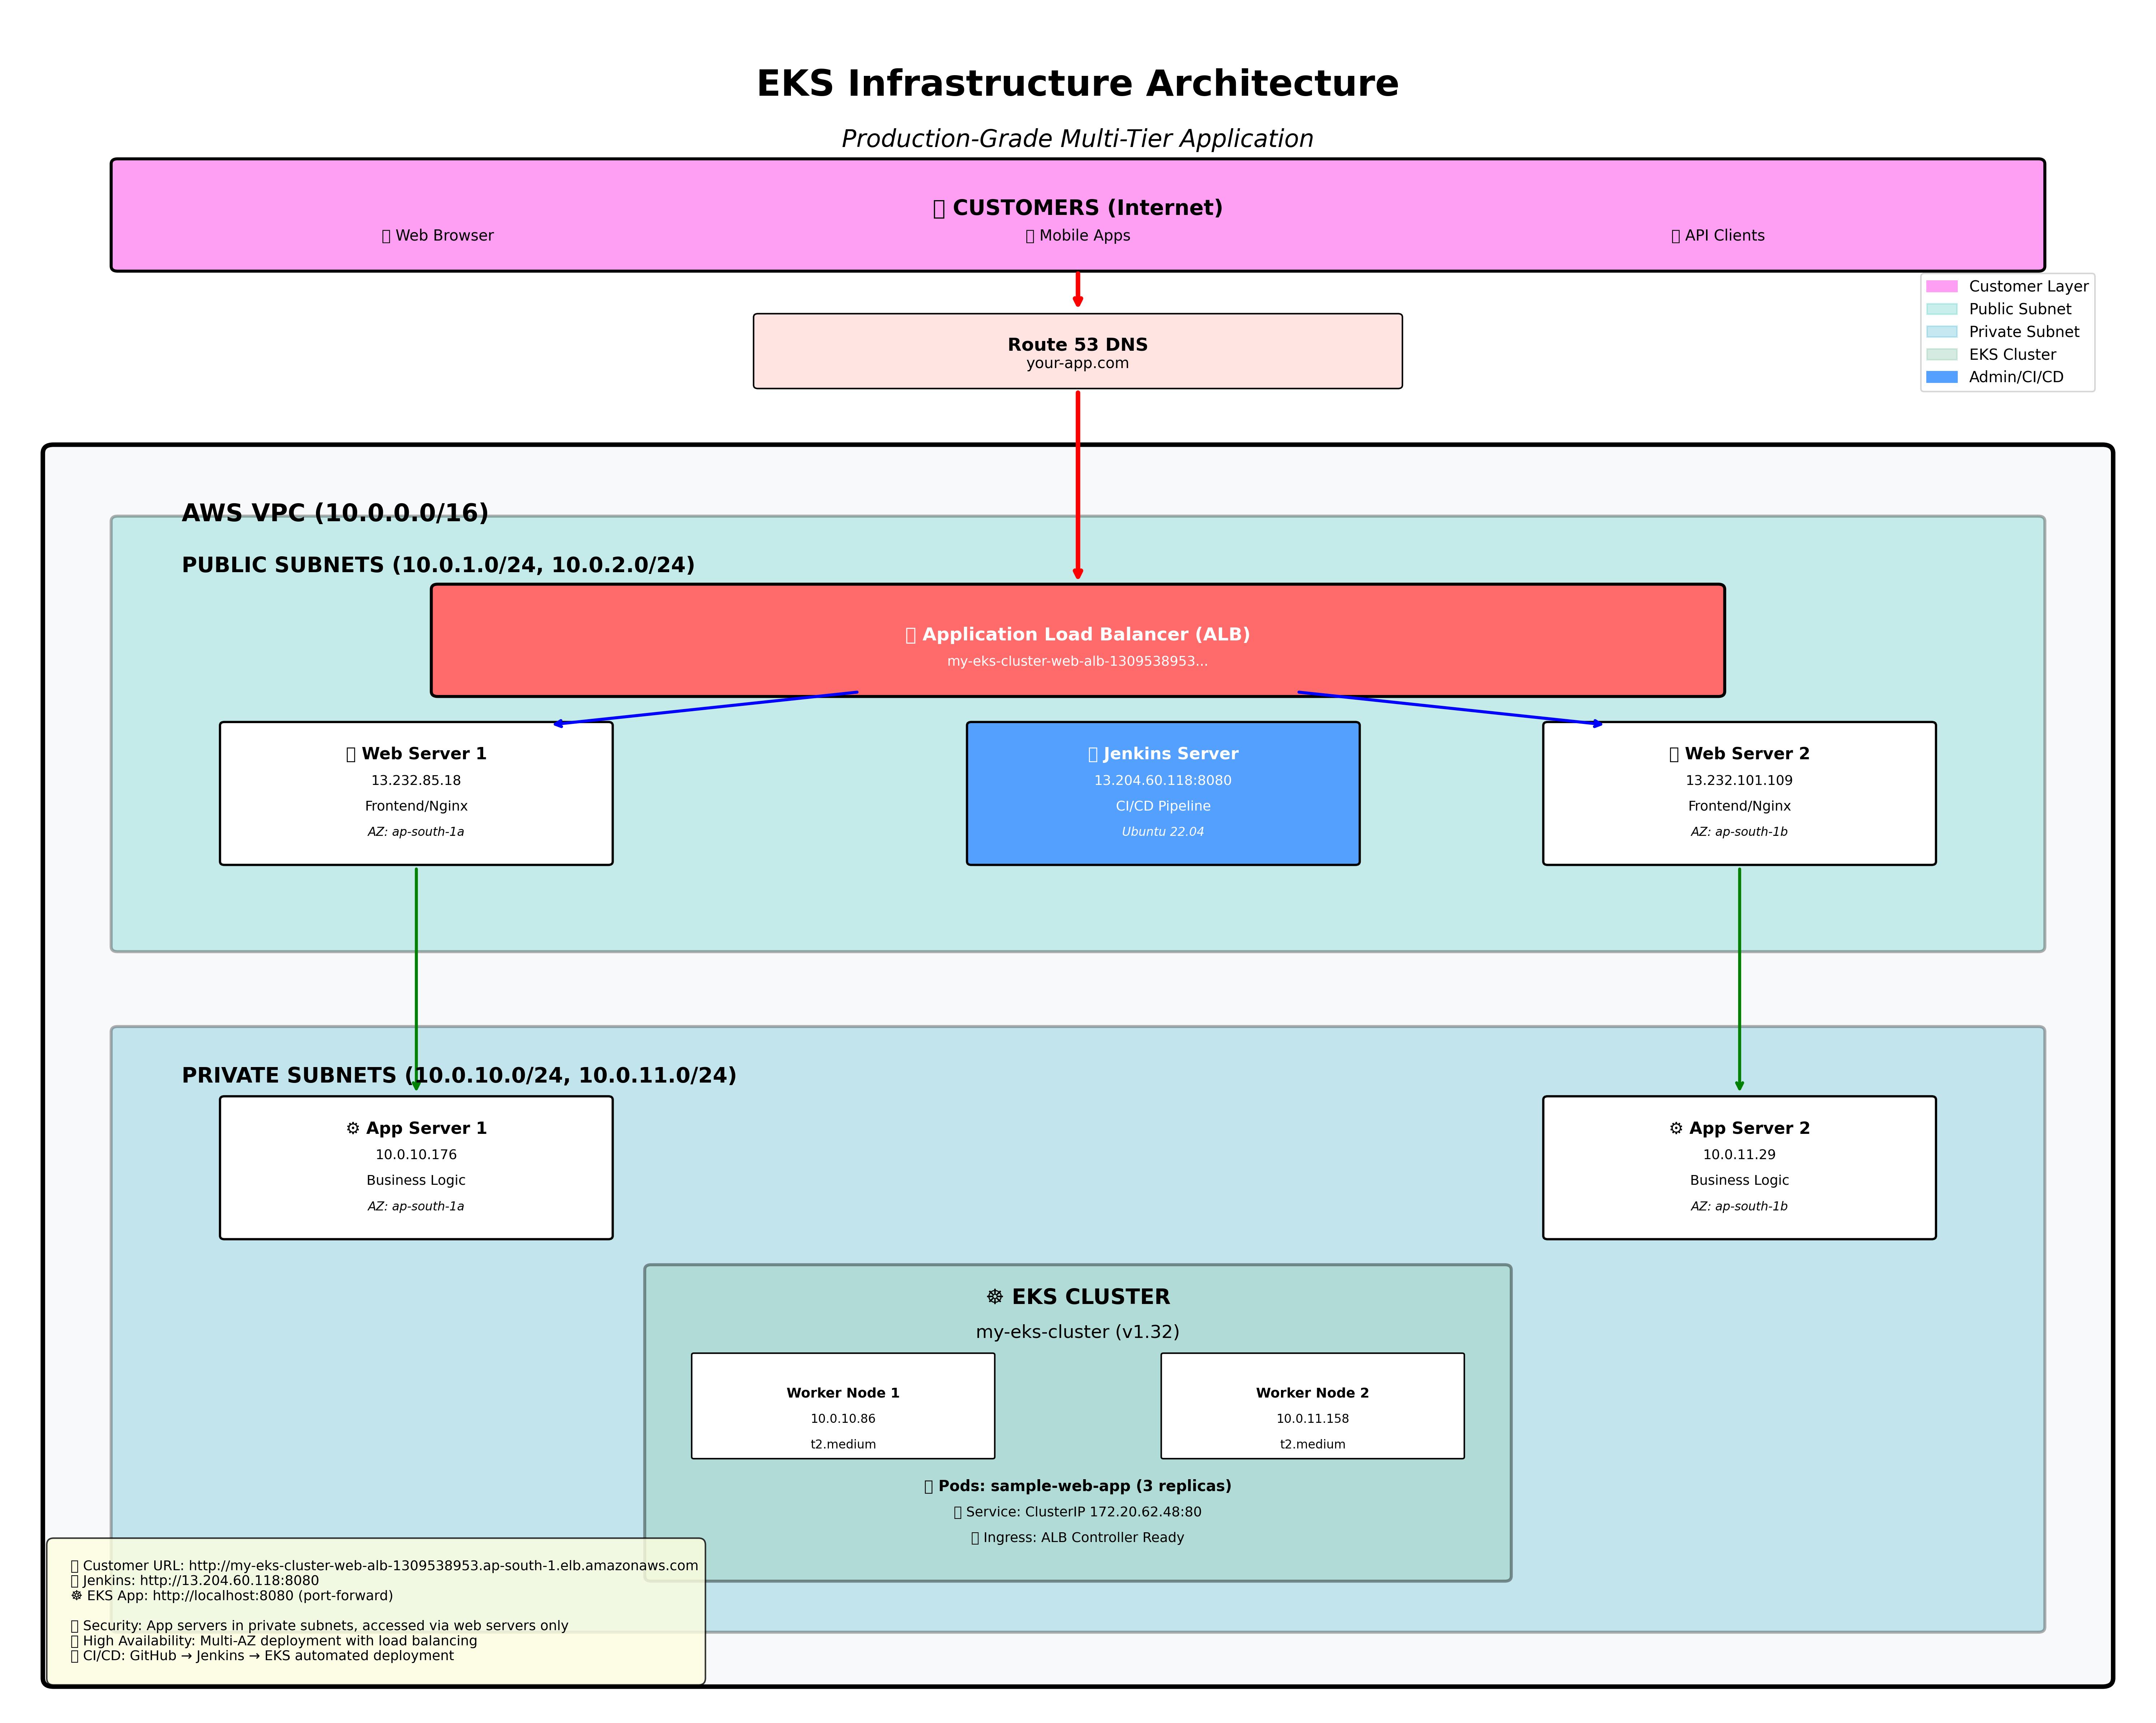 EKS Infrastructure Architecture
Production-Grade Multi-Tier Application
CUSTOMERS (Internet)
Web Browser
Mobile Apps
API Clients
Customer Layer
Public Subnet
Private Subnet
EKS Cluster
Admin/CI/CD
Route 53 DNS
your-app.com
AWS VPC (10.0.0.0/16)
PUBLIC SUBNETS (10.0.1.0/24, 10.0.2.0/24)
Application Load Balancer (ALB)
my-eks-cluster-web-alb-1309538953...
Web Server 1
13.232.85.18
Frontend/Nginx
AZ: ap-south-1a
Jenkins Server
13.204.60.118:8080
CI/CD Pipeline
Ubuntu 22.04
Web Server 2
13.232.101.109
Frontend/Nginx
AZ: ap-south-1b
PRIVATE SUBNETS (10.0.10.0/24, 10.0.11.0/24)
⚙ App Server 1
10.0.10.176
Business Logic
AZ: ap-south-1a
⚙ App Server 2
10.0.11.29
Business Logic
AZ: ap-south-1b
☸ EKS CLUSTER
my-eks-cluster (v1.32)
Worker Node 1
10.0.10.86
t2.medium
Worker Node 2
10.0.11.158
t2.medium
Pods: sample-web-app (3 replicas)
Service: ClusterIP 172.20.62.48:80
Ingress: ALB Controller Ready
Customer URL: http://my-eks-cluster-web-alb-1309538953.ap-south-1.elb.amazonaws.com
Jenkins: http://13.204.60.118:8080
☸ EKS App: http://localhost:8080 (port-forward)
Security: App servers in private subnets, accessed via web servers only
High Availability: Multi-AZ deployment with load balancing
CI/CD: GitHub → Jenkins → EKS automated deployment